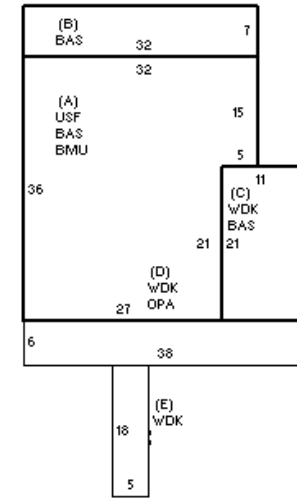 (B)
BAS
7
32
32
(A)
USF
BAS
BMU
15
5
11
36
(C)
WDK
BAS
21
21
(D)
WDK
OPA
27
6
38
(E)
WDK
18
5